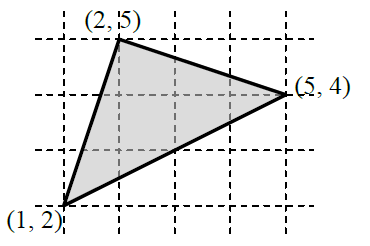 (2, 5)
(5, 4)
(1, 2)